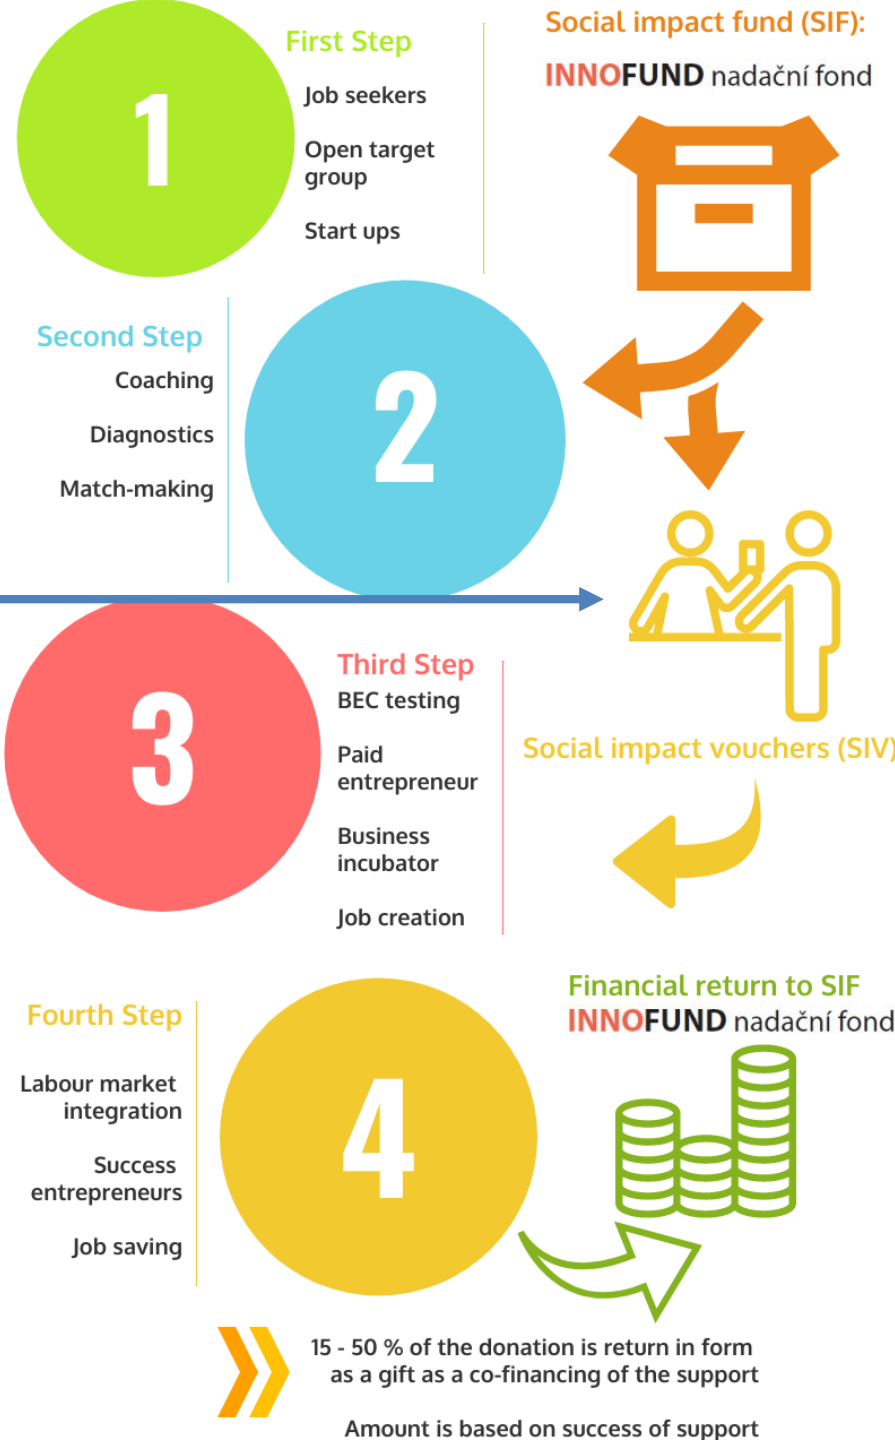 1
First Step
Job seekers
Open target
group
Start ups
Social impact fund (SIF):
INNOFUND nadační fond
Second Step
Coaching
Diagnostics
Match-making
2
3
Third Step
BEC testing
Paid
entrepreneur
Business
incubator
Job creation
Social impact vouchers (SIV)
Fourth Step
Labour market
integration
Success
entrepreneurs
Job saving
4
Financial return to SIF
INNOFUND nadační fond
15 - 50 % of the donation is return in form
as a gift as a co-financing of the support
Amount is based on success of support